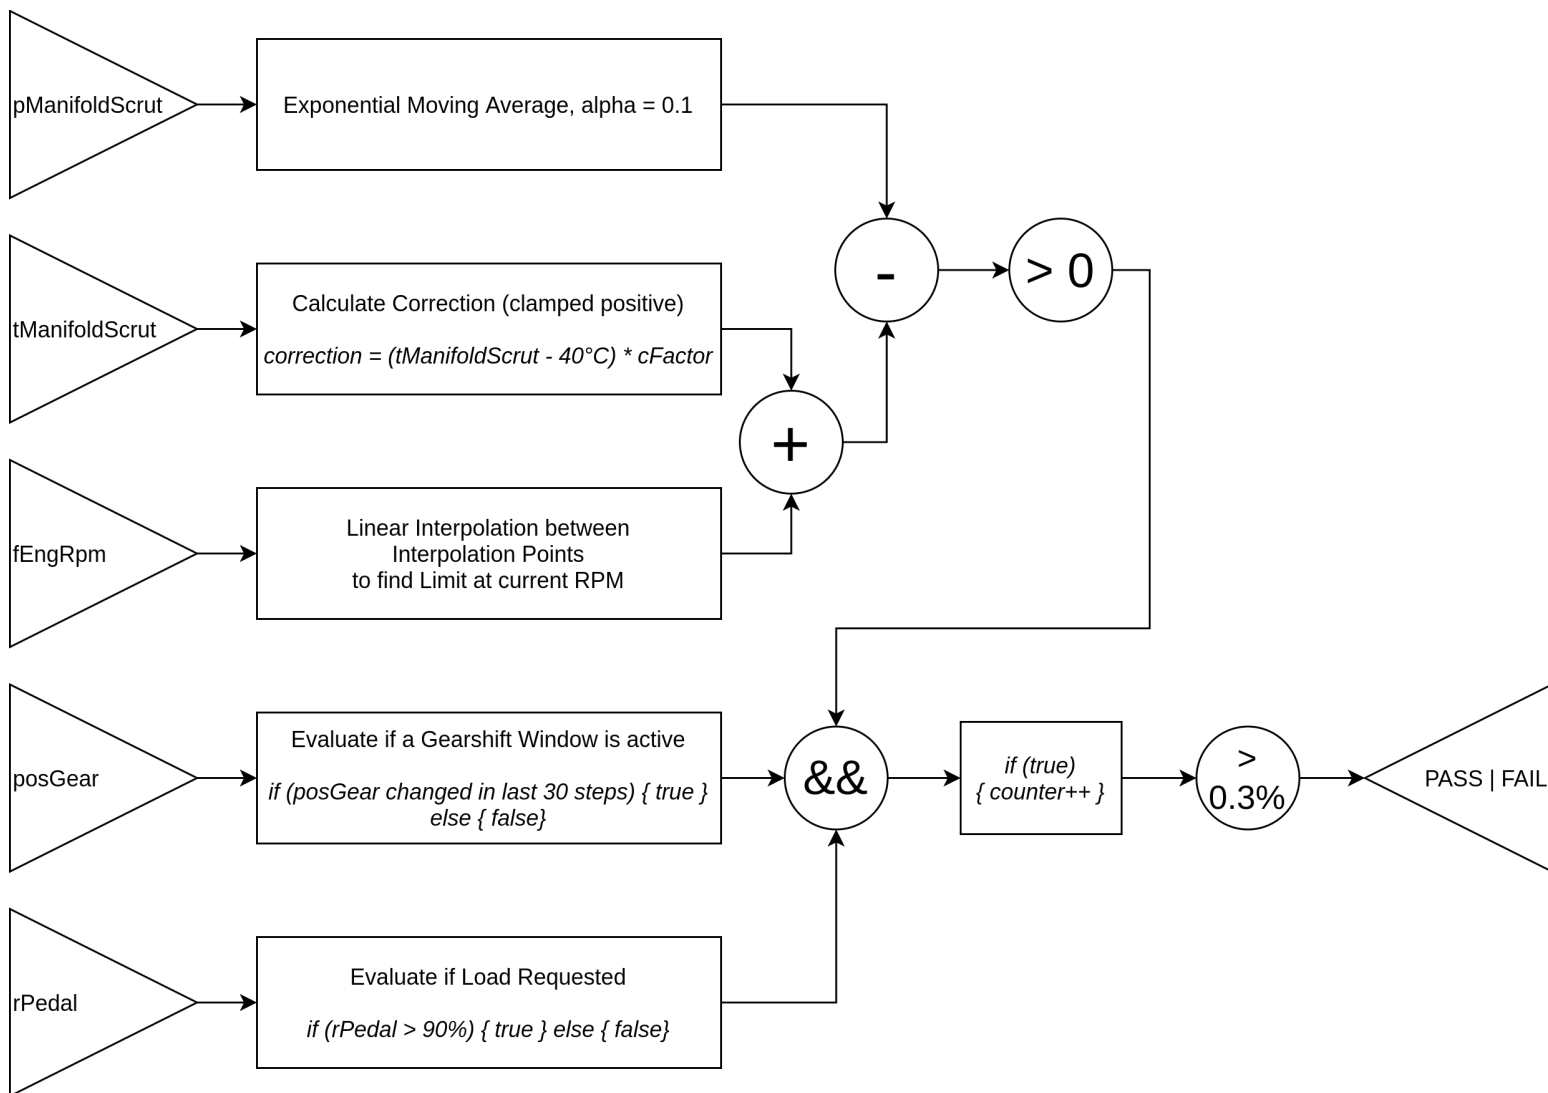 pManifoldScrut
Exponential Moving Average, alpha = 0.1
tManifoldScrut
Calculate Correction (clamped positive)
correction = (tManifoldScrut - 40°C) * cFactor
-
> 0
+
fEngRpm
Linear Interpolation between
Interpolation Points
to find Limit at current RPM
posGear
Evaluate if a Gearshift Window is active
if (posGear changed in last 30 steps) { true }
else { false}
&&
if (true)
{ counter++ }
>
0.3%
PASS | FAIL
rPedal
Evaluate if Load Requested
if (rPedal > 90%) { true } else { false}